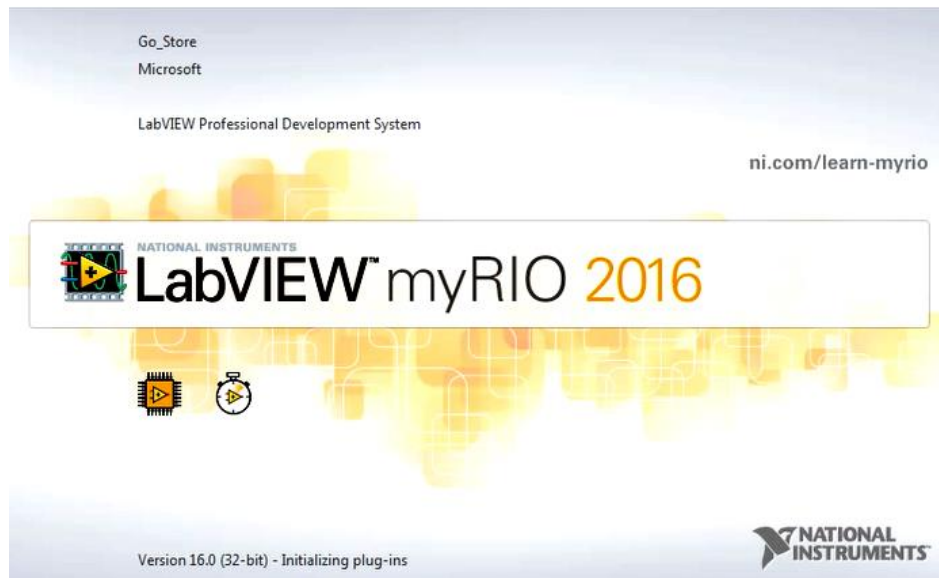 Go_Store
Microsoft
LabVIEW Professional Development System
ni.com/learn-myrio
NATIONAL INSTRUMENTS
LabVIEW™ myRIO 2016
Version 16.0 (32-bit) - Initializing plug-ins
NATIONAL
INSTRUMENTS™